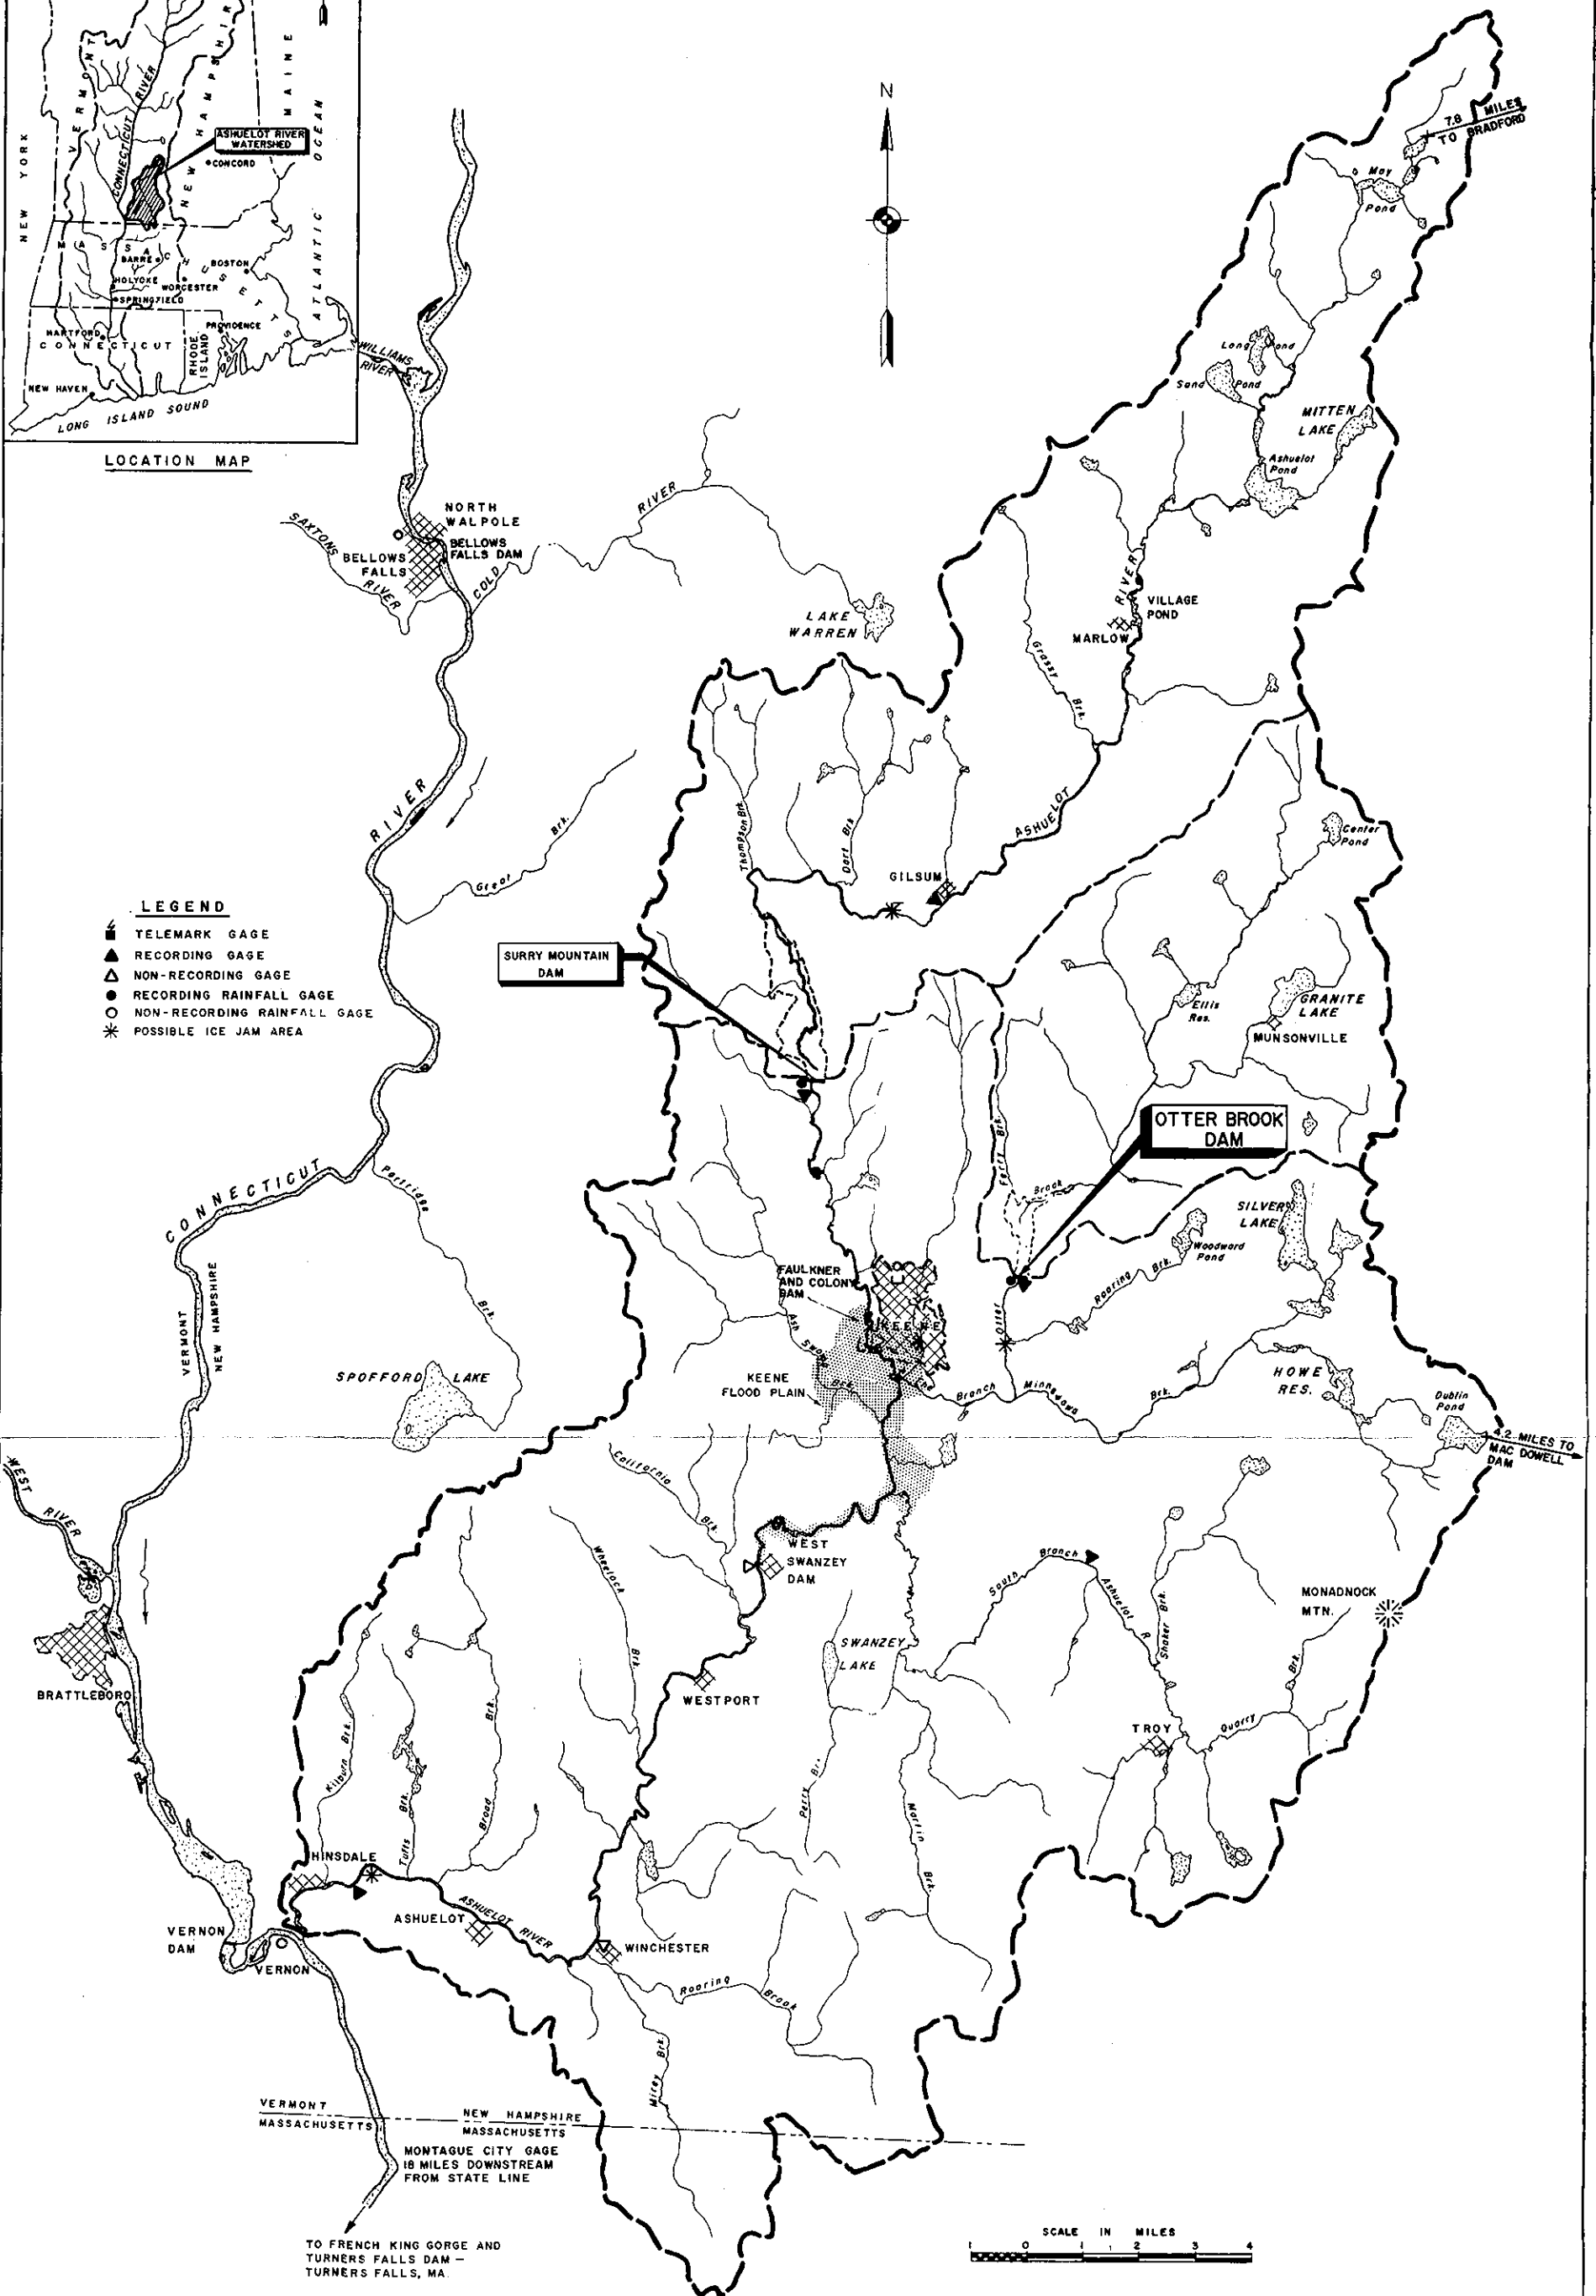 NEW YORK
VERMONT
CONNECTICUT RIVER
NEW HAMPSHIR
MAINE
ATLANTIC OCEAN
ASHUELOT RIVER
WATERSHED
CONCORD
MASSACHUSETTS
BARRE
BOSTON
HOLYOKE
WORCESTER
SPRINGFIELD
HARTFORD
PROVIDENCE
CONNECTICUT
RHODE
ISLAND
NEW HAVEN
LONG ISLAND SOUND
LOCATION MAP
N
7.8 MILES
TO BRADFORD
May
Pond
WILLIAMS
RIVER
Long Pond
Sand Pond
MITTEN
LAKE
Ashuelot
Pond
NORTH
WALPOLE
BELLOWS
FALLS DAM
SAXTONS
RIVER
BELLOWS
FALLS
COLD
RIVER
LAKE
WARREN
RIVER
VILLAGE
POND
MARLOW
Grassy
Brk.
ASHUELOT
Thompson Brk.
Dart Brk
GILSUM
Center
Pond
RIVER
Great
Brk.
LEGEND
TELEMARK GAGE
RECORDING GAGE
NON-RECORDING GAGE
RECORDING RAINFALL GAGE
NON-RECORDING RAINFALL GAGE
POSSIBLE ICE JAM AREA
SURRY MOUNTAIN
DAM
Ellis
Res.
GRANITE
LAKE
MUNSONVILLE
OTTER BROOK
DAM
Ferry Brk.
Brook
CONNECTICUT
Partridge
Brk.
SILVER
LAKE
Woodward
Pond
Roaring Brk.
Otter
FAULKNER
AND COLONY
DAM
KEENE
Ash Swamp
Brk.
KEENE
FLOOD PLAIN
Branch
Minnewawa
Brk.
HOWE
RES.
Dublin
Pond
4.2 MILES TO
MAC DOWELL
DAM
VERMONT
NEW HAMPSHIRE
SPOFFORD LAKE
WEST
RIVER
California
Brk.
WEST
SWANZEY
DAM
Wheelock
Brk
South
Branch
Ashuelot R
Shaker Brk.
MONADNOCK
MTN.
SWANZEY
LAKE
WESTPORT
BRATTLEBORO
Kilburn Brk.
Tufts Brk.
Broad Brk.
Perry Br.
Martin
Brk.
TROY
Quarry
Brk.
HINSDALE
ASHUELOT
ASHUELOT RIVER
WINCHESTER
VERNON
DAM
VERNON
Roaring
Brook
Mirey Brk.
VERMONT
MASSACHUSETTS
NEW HAMPSHIRE
MASSACHUSETTS
MONTAGUE CITY GAGE
18 MILES DOWNSTREAM
FROM STATE LINE
TO FRENCH KING GORGE AND
TURNERS FALLS DAM –
TURNERS FALLS, MA.
SCALE IN MILES
1 0 1 2 3 4